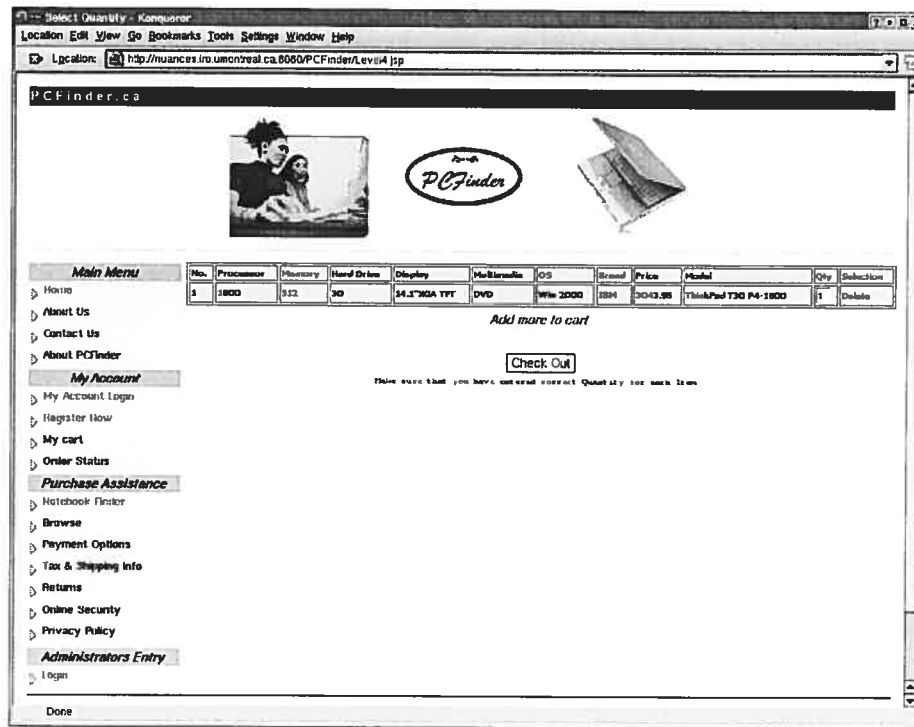 Select Quantity - Konqueror
Location Edit View Go Bookmarks Tools Settings Window Help
Location: http://nuances.iro.umontreal.ca:8080/PCFinder/Level4.jsp
PCFinder.ca
PCFinder
Main Menu
Home
About Us
Contact Us
About PCFinder
My Account
My Account Login
Register Now
My cart
Order Status
Purchase Assistance
Notebook Finder
Browse
Payment Options
Tax & Shipping Info
Returns
Online Security
Privacy Policy
Administrators Entry
Login
No. Processor Memory Hard Drive Display Multimedia OS Brand Price Model Qty Selection
1 1800 512 30 14.1"XGA TFT DVD Win 2000 IBM 3043.95 ThinkPad T30 P4-1800 1 Delete
Add more to cart
Check Out
Make sure that you have entered correct Quantity for each Item
Done